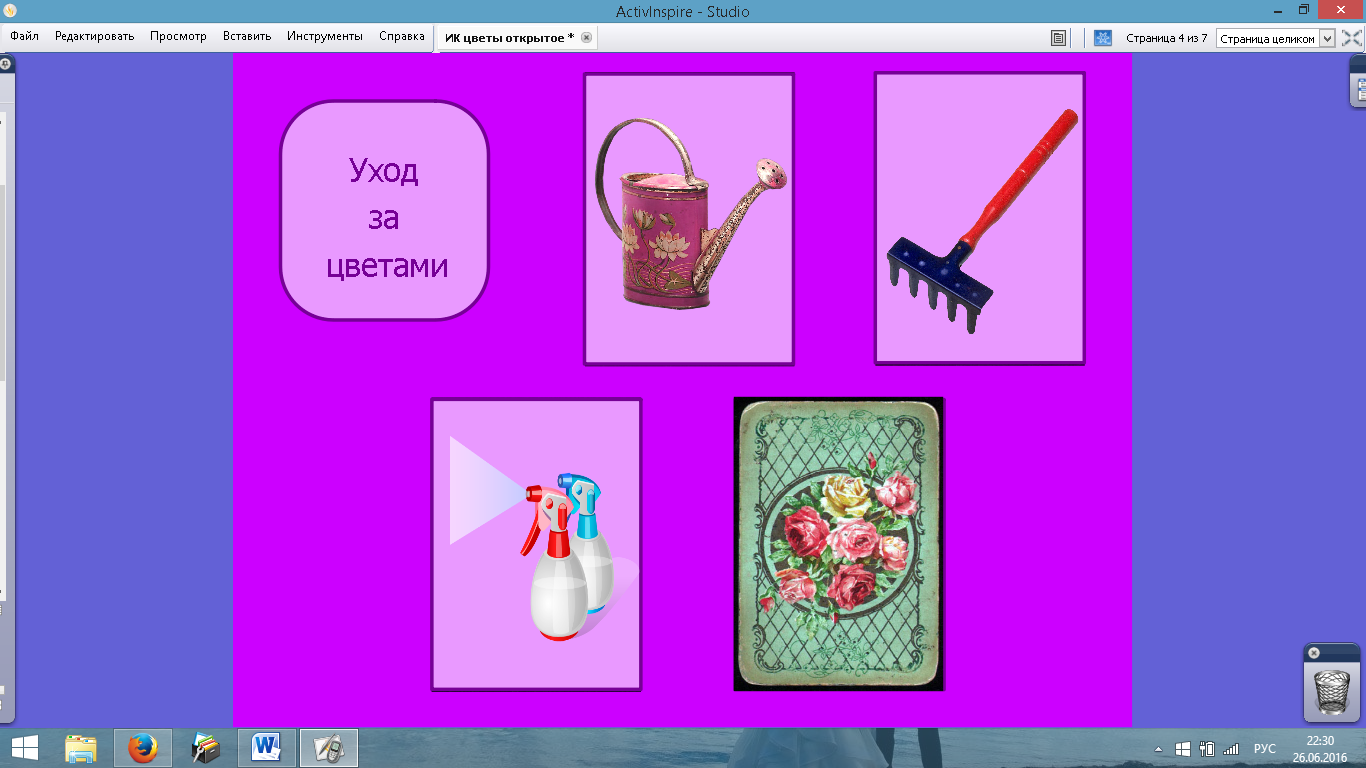 ActivInspire - Studio
Файл Редактировать Просмотр Вставить Инструменты Справка ИК цветы открытое * Страница 4 из 7 Страница целиком
Уход
за
цветами
РУС
22:30
26.06.2016